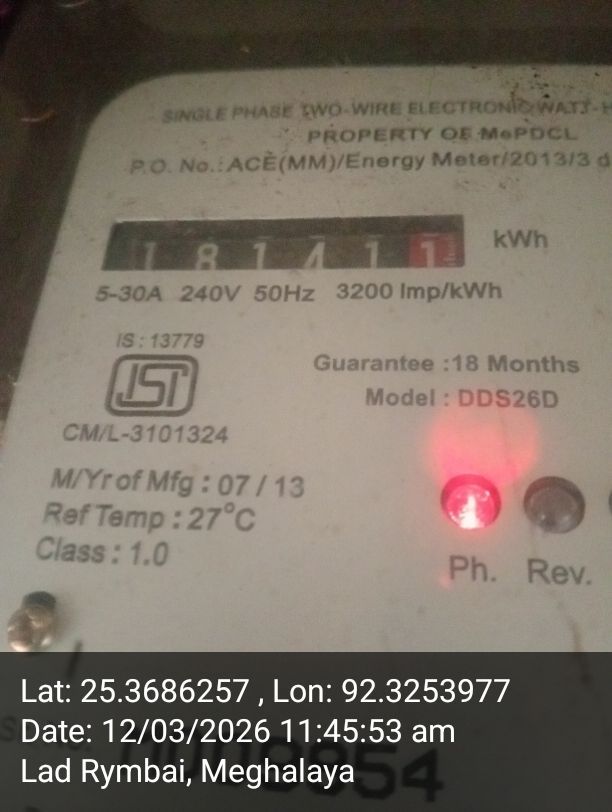 SINGLE PHASE TWO-WIRE ELECTRONIC WATT-H
PROPERTY OF MePDCL
P.O. No.: ACE(MM)/Energy Meter/2013/3 d
1 8 1 4 1 1 kWh
5-30A 240V 50Hz 3200 Imp/kWh
IS : 13779
Guarantee :18 Months
Model : DDS26D
CM/L-3101324
M/Yr of Mfg : 07 / 13
Ref Temp : 27°C
Class : 1.0
Ph. Rev.
Lat: 25.3686257 , Lon: 92.3253977
Date: 12/03/2026 11:45:53 am
Lad Rymbai, Meghalaya